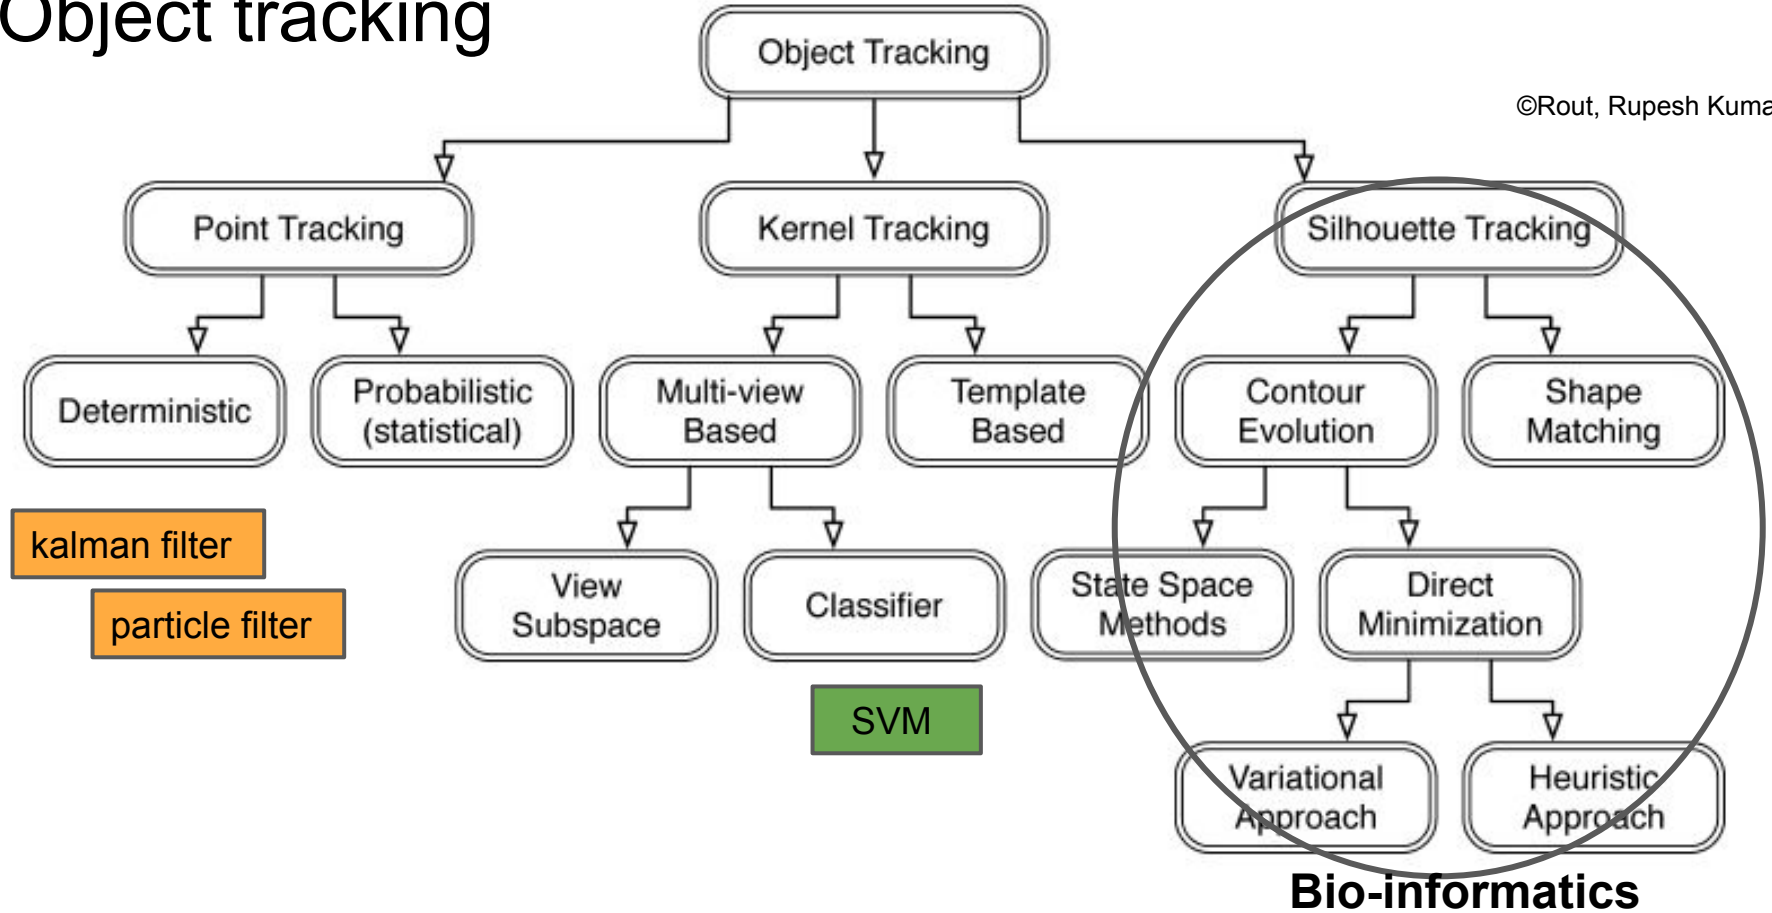 Object tracking
Object Tracking
©Rout, Rupesh Kuma
Point Tracking
Kernel Tracking
Silhouette Tracking
Deterministic
Probabilistic
(statistical)
Multi-view
Based
Template
Based
Contour
Evolution
Shape
Matching
kalman filter
particle filter
View
Subspace
Classifier
State Space
Methods
Direct
Minimization
SVM
Variational
Approach
Heuristic
Approach
Bio-informatics